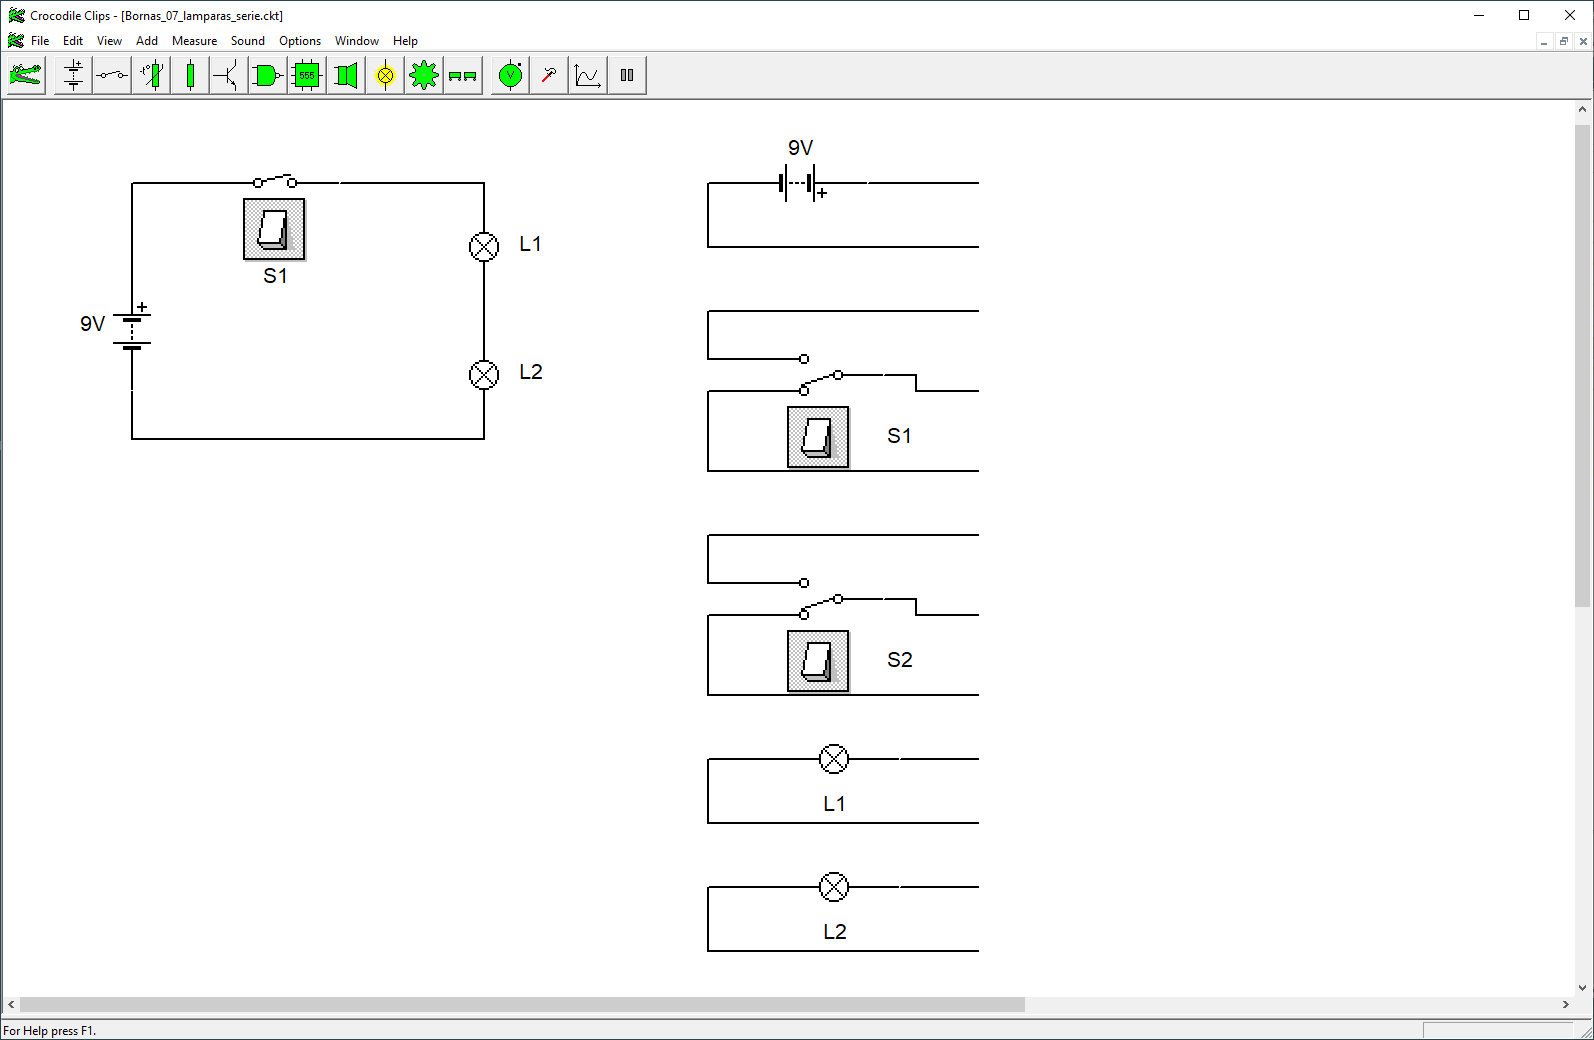 Crocodile Clips - [Bornas_07_lamparas_serie.ckt]
File Edit View Add Measure Sound Options Window Help
+
t°
555
V
S1
L1
+
9V
L2
9V
+
S1
S2
L1
L2
For Help press F1.